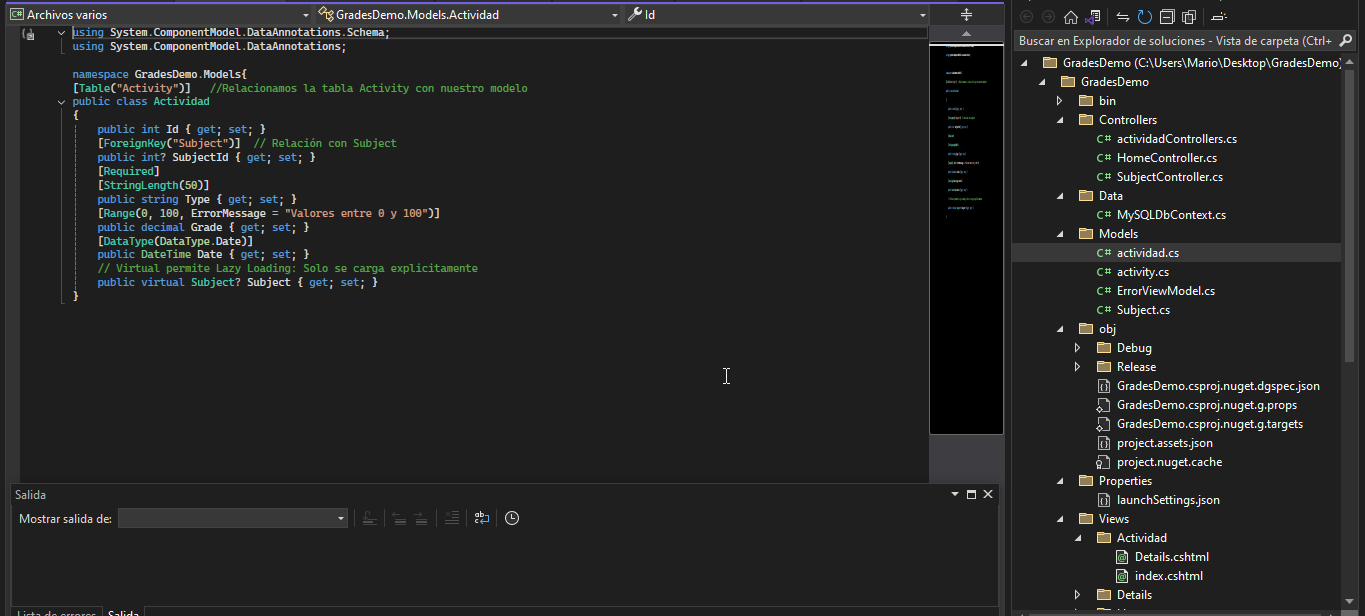 Archivos varios
GradesDemo.Models.Activity
Id
using System.ComponentModel.DataAnnotations.Schema;
using System.ComponentModel.DataAnnotations;
namespace GradesDemo.Models{
[Table("Activity")]   //Relacionamos la tabla Activity con nuestro modelo
public class Actividad
{
    public int Id { get; set; }
    [ForeignKey("Subject")]  // Relación con Subject
    public int? SubjectId { get; set; }
    [Required]
    [StringLength(50)]
    public string Type { get; set; }
    [Range(0, 100, ErrorMessage = "Valores entre 0 y 100")]
    public decimal Grade { get; set; }
    [DataType(DataType.Date)]
    public DateTime Date { get; set; }
    // Virtual permite Lazy Loading: Solo se carga explicitamente
    public virtual Subject? Subject { get; set; }
}
Salida
Mostrar salida de:
Lista de errores
Salida
Buscar en Explorador de soluciones - Vista de carpeta (Ctrl+
GradesDemo (C:\Users\Mario\Desktop\GradesDemo)
GradesDemo
bin
Controllers
C# actividadControllers.cs
C# HomeController.cs
C# SubjectController.cs
Data
C# MySQLDbContext.cs
Models
C# actividad.cs
C# activity.cs
C# ErrorViewModel.cs
C# Subject.cs
obj
Debug
Release
GradesDemo.csproj.nuget.dgspec.json
GradesDemo.csproj.nuget.g.props
GradesDemo.csproj.nuget.g.targets
project.assets.json
project.nuget.cache
Properties
launchSettings.json
Views
Actividad
Details.cshtml
index.cshtml
Details